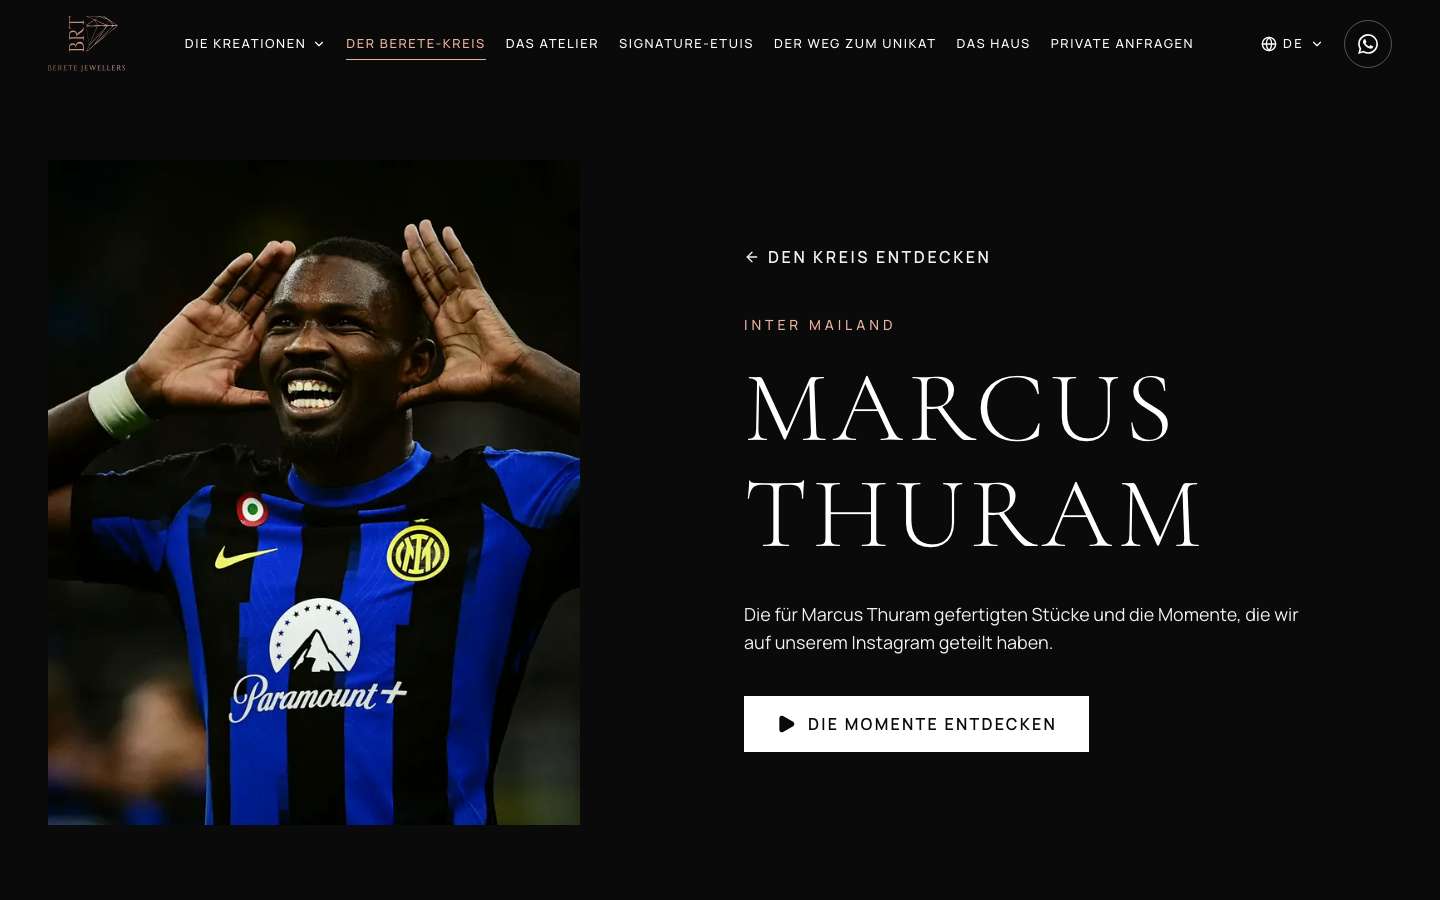 BRT
BERETE JEWELLERS
DIE KREATIONEN
DER BERETE-KREIS
DAS ATELIER
SIGNATURE-ETUIS
DER WEG ZUM UNIKAT
DAS HAUS
PRIVATE ANFRAGEN
DE
← DEN KREIS ENTDECKEN
INTER MAILAND
MARCUS
THURAM
Die für Marcus Thuram gefertigten Stücke und die Momente, die wir
auf unserem Instagram geteilt haben.
DIE MOMENTE ENTDECKEN
Paramount+